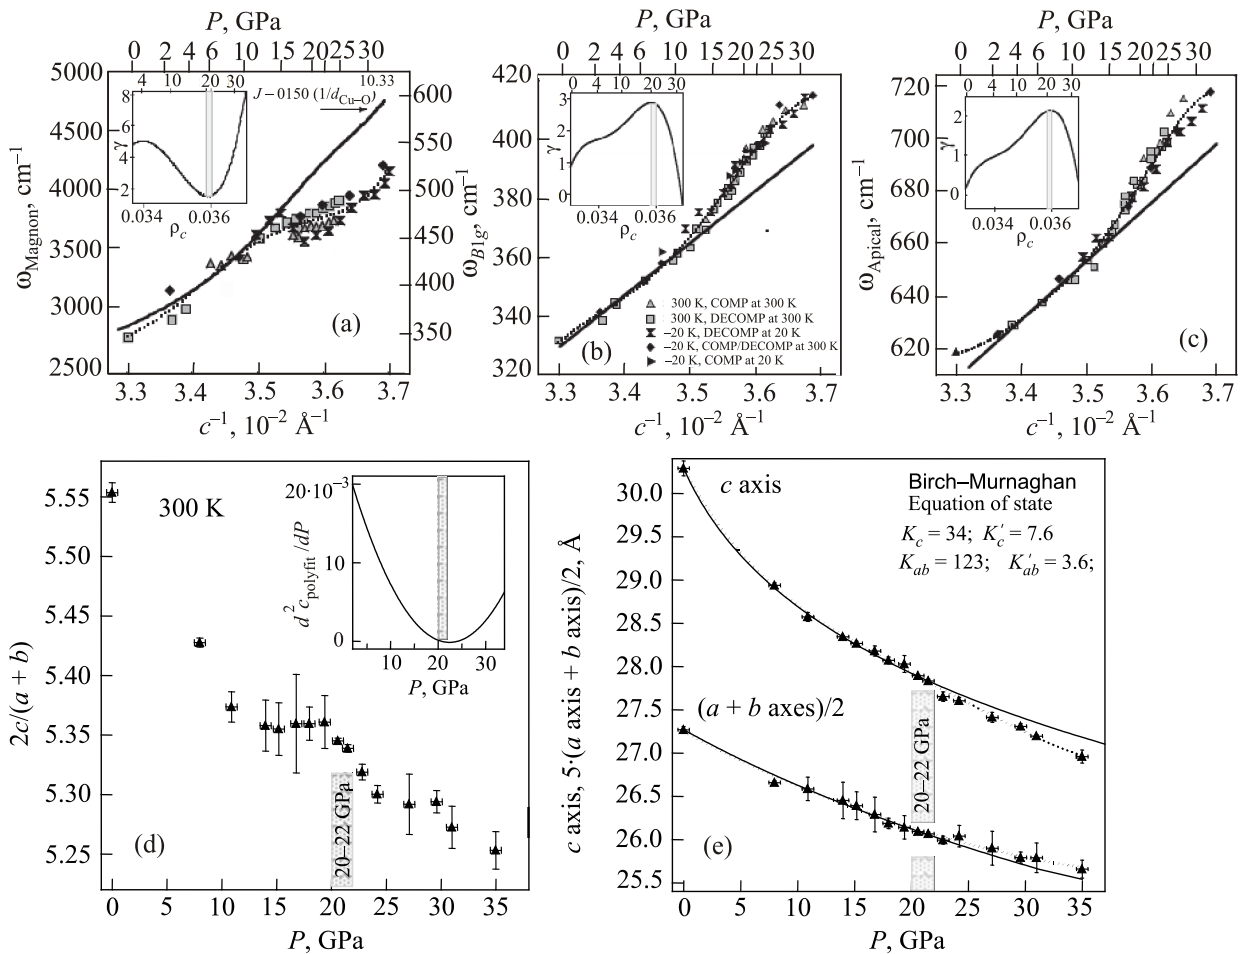 P, GPa
0 2 4 6 10 15 20 25 30
5000
4500
4000
3500
3000
2500
ω_Magnon, cm⁻¹
4 10 20 30
8
6
4
2
γ
0.034 0.036
ρ_c
J – 0150 (1/d_Cu–O)
10.33
600
550
500
450
400
350
(a)
3.3 3.4 3.5 3.6 3.7
c⁻¹, 10⁻² Å⁻¹
P, GPa
0 2 4 6 10 15 20 25 30
420
400
380
360
340
320
ω_B1g, cm⁻¹
0 4 10 20 30
3
2
1
0
γ
0.034 0.036
ρ_c
300 K, COMP at 300 K
300 K, DECOMP at 300 K
–20 K, DECOMP at 20 K
–20 K, COMP/DECOMP at 300 K
–20 K, COMP at 20 K
(b)
3.3 3.4 3.5 3.6 3.7
c⁻¹, 10⁻² Å⁻¹
P, GPa
0 2 4 6 10 15 20 25 30
720
700
680
660
640
620
ω_Apical, cm⁻¹
0 4 10 20 30
2
1
0
γ
0.034 0.036
ρ_c
(c)
3.3 3.4 3.5 3.6 3.7
c⁻¹, 10⁻² Å⁻¹
5.55
5.50
5.45
5.40
5.35
5.30
5.25
2c/(a + b)
300 K
20·10⁻³
10
0
d²c_polyfit/dP
10 20 30
P, GPa
20–22 GPa
(d)
0 5 10 15 20 25 30 35
P, GPa
30.0
29.5
29.0
28.5
28.0
27.5
27.0
26.5
26.0
25.5
c axis, 5·(a axis + b axis)/2, Å
c axis
Birch–Murnaghan
Equation of state
K_c = 34; K′_c = 7.6
K_ab = 123; K′_ab = 3.6;
(a + b axes)/2
20–22 GPa
(e)
0 5 10 15 20 25 30 35
P, GPa